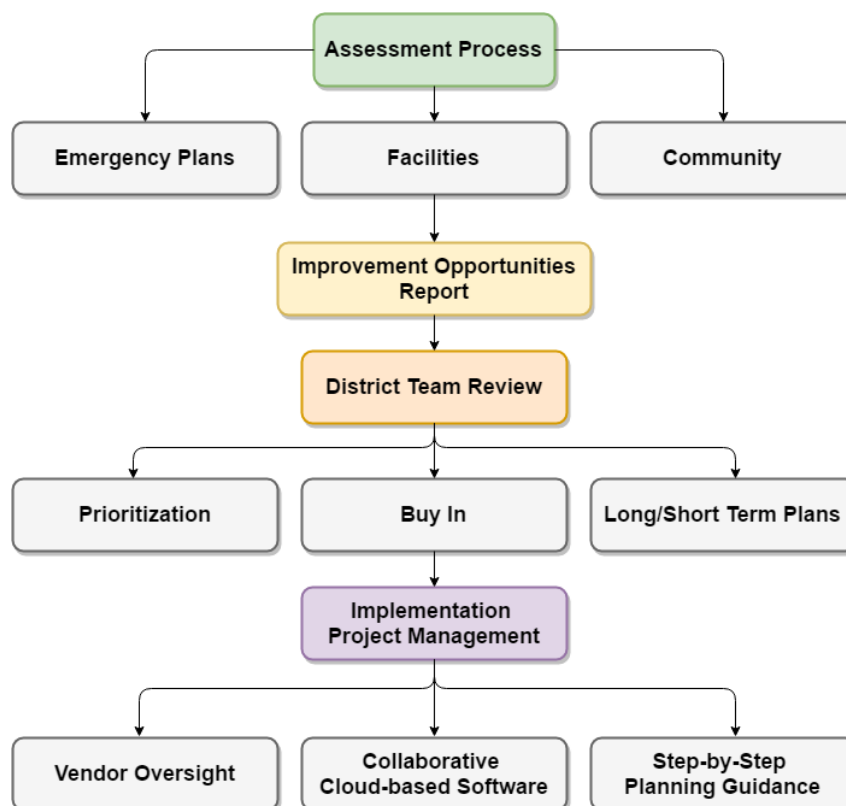 Assessment Process
Emergency Plans
Facilities
Community
Improvement Opportunities
Report
District Team Review
Prioritization
Buy In
Long/Short Term Plans
Implementation
Project Management
Vendor Oversight
Collaborative
Cloud-based Software
Step-by-Step
Planning Guidance